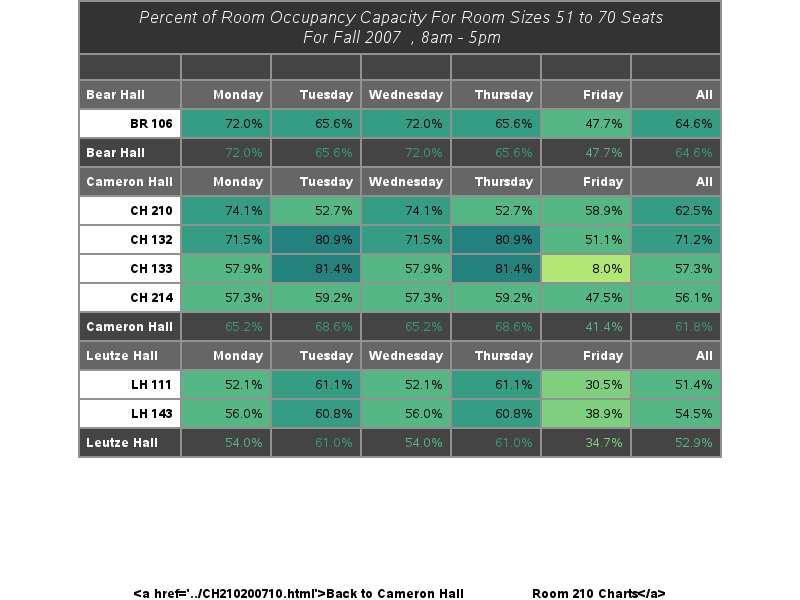 Percent of Room Occupancy Capacity For Room Sizes 51 to 70 Seats
For Fall 2007 , 8am - 5pm
Bear Hall Monday Tuesday Wednesday Thursday Friday All
BR 106 72.0% 65.6% 72.0% 65.6% 47.7% 64.6%
Bear Hall 72.0% 65.6% 72.0% 65.6% 47.7% 64.6%
Cameron Hall Monday Tuesday Wednesday Thursday Friday All
CH 210 74.1% 52.7% 74.1% 52.7% 58.9% 62.5%
CH 132 71.5% 80.9% 71.5% 80.9% 51.1% 71.2%
CH 133 57.9% 81.4% 57.9% 81.4% 8.0% 57.3%
CH 214 57.3% 59.2% 57.3% 59.2% 47.5% 56.1%
Cameron Hall 65.2% 68.6% 65.2% 68.6% 41.4% 61.8%
Leutze Hall Monday Tuesday Wednesday Thursday Friday All
LH 111 52.1% 61.1% 52.1% 61.1% 30.5% 51.4%
LH 143 56.0% 60.8% 56.0% 60.8% 38.9% 54.5%
Leutze Hall 54.0% 61.0% 54.0% 61.0% 34.7% 52.9%
<a href='../CH210200710.html'>Back to Cameron Hall Room 210 Charts</a>